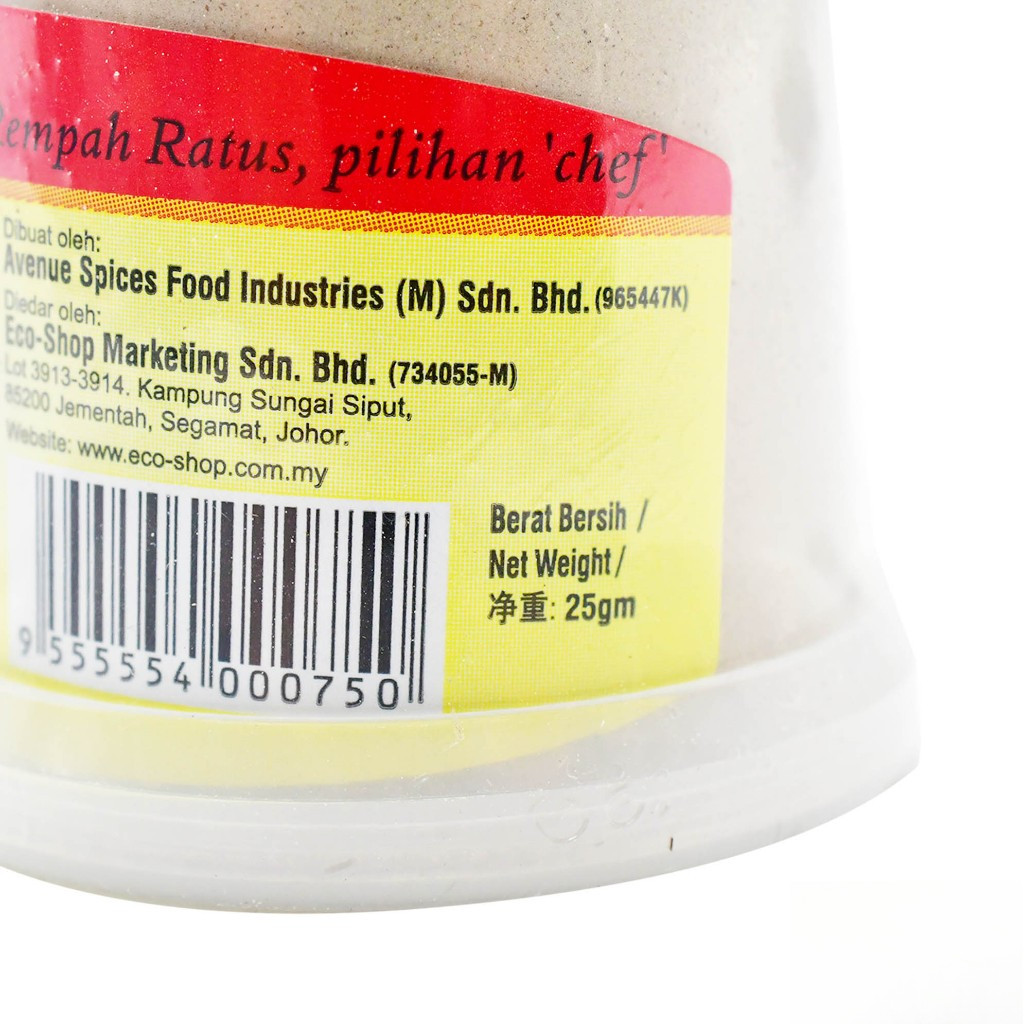 Rempah Ratus, pilihan 'chef'
Dibuat oleh:
Avenue Spices Food Industries (M) Sdn. Bhd. (965447K)
Diedar oleh:
Eco-Shop Marketing Sdn. Bhd. (734055-M)
Lot 3913-3914. Kampung Sungai Siput,
85200 Jementah, Segamat, Johor.
Website: www.eco-shop.com.my
9 555554 000750
Berat Bersih /
Net Weight /
净重: 25gm